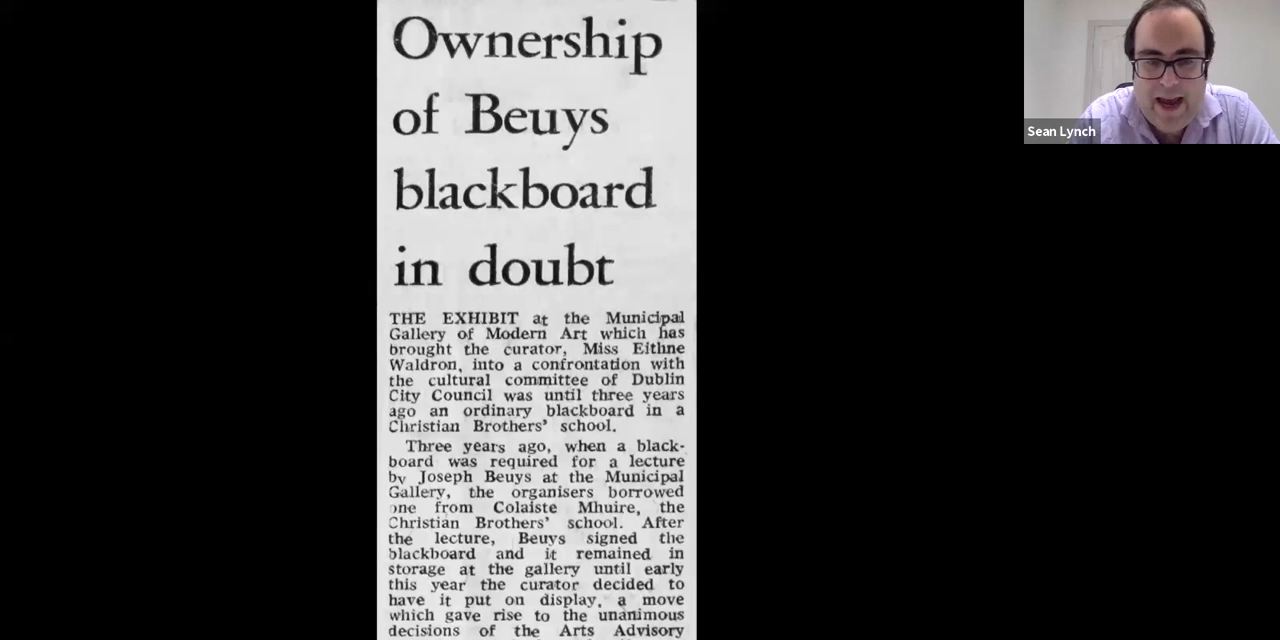 Ownership
of Beuys
blackboard
in doubt
THE EXHIBIT at the Municipal
Gallery of Modern Art which has
brought the curator, Miss Eithne
Waldron, into a confrontation with
the cultural committee of Dublin
City Council was until three years
ago an ordinary blackboard in a
Christian Brothers' school.
Three years ago, when a black-
board was required for a lecture
by Joseph Beuys at the Municipal
Gallery, the organisers borrowed
one from Colaiste Mhuire, the
Christian Brothers' school. After
the lecture, Beuys signed the
blackboard and it remained in
storage at the gallery until early
this year the curator decided to
have it put on display, a move
which gave rise to the unanimous
decisions of the Arts Advisory
Sean Lynch